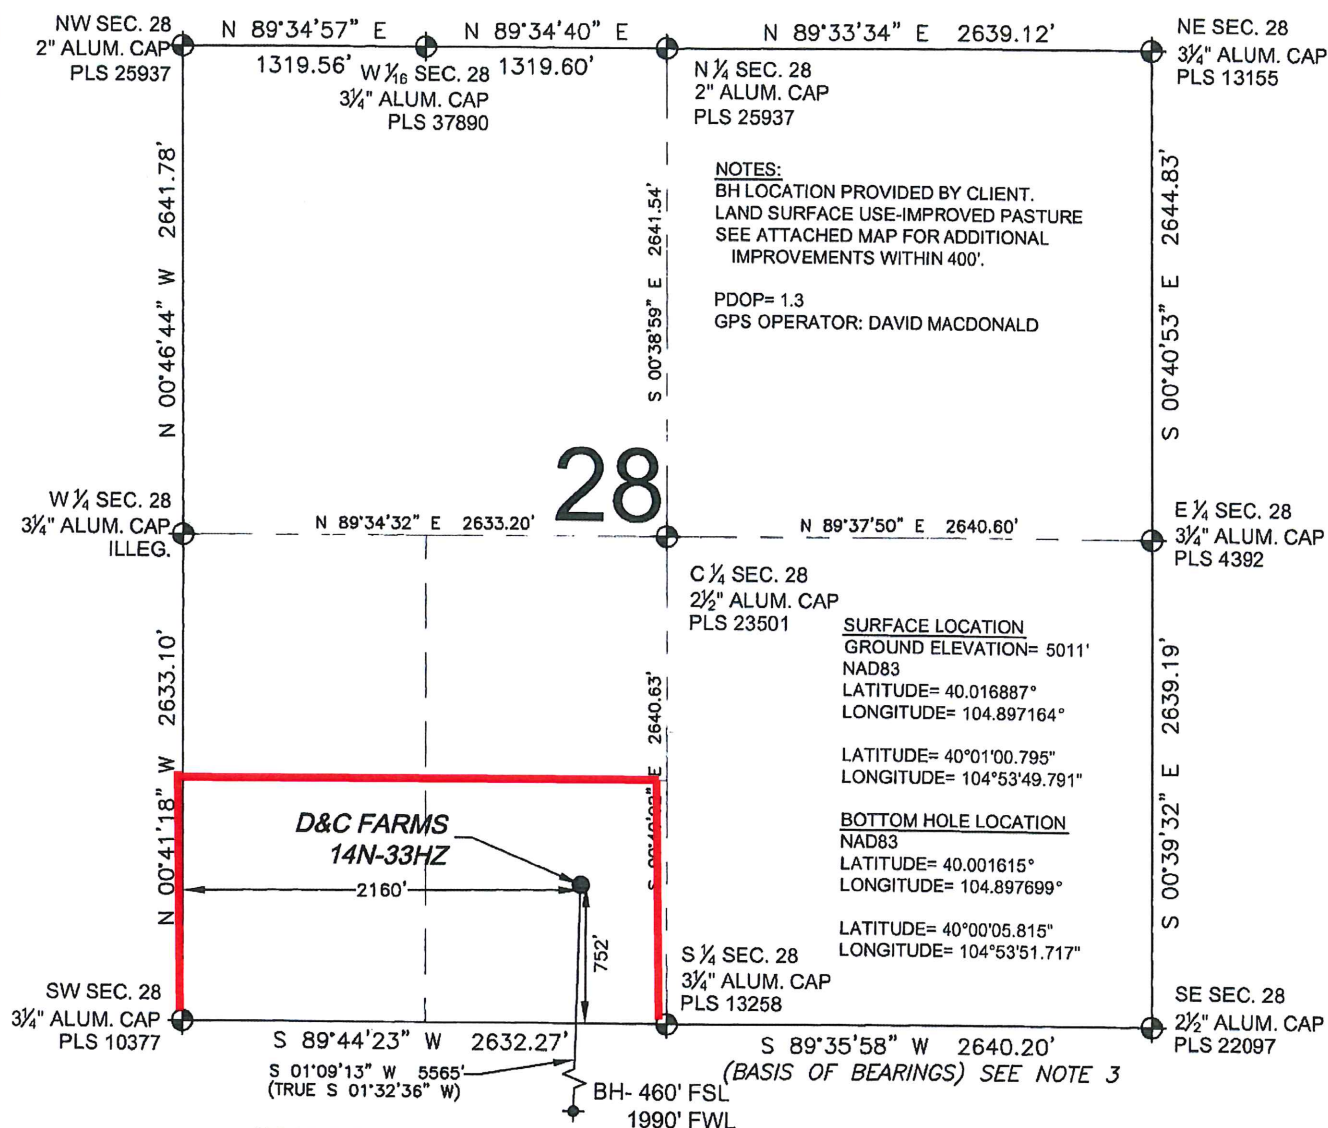 NW SEC. 28
2" ALUM. CAP
PLS 25937
N 89°34'57" E
1319.56'
W 1/16 SEC. 28
3¼" ALUM. CAP
PLS 37890
N 89°34'40" E
1319.60'
N ¼ SEC. 28
2" ALUM. CAP
PLS 25937
N 89°33'34" E 2639.12'
NE SEC. 28
3¼" ALUM. CAP
PLS 13155
N 00°46'44" W 2641.78'
S 00°38'59" E 2641.54'
NOTES:
BH LOCATION PROVIDED BY CLIENT.
LAND SURFACE USE-IMPROVED PASTURE
SEE ATTACHED MAP FOR ADDITIONAL
IMPROVEMENTS WITHIN 400'.
PDOP= 1.3
GPS OPERATOR: DAVID MACDONALD
S 00°40'53" E 2644.83'
28
W ¼ SEC. 28
3¼" ALUM. CAP
ILLEG.
N 89°34'32" E 2633.20'
N 89°37'50" E 2640.60'
E ¼ SEC. 28
3¼" ALUM. CAP
PLS 4392
C ¼ SEC. 28
2½" ALUM. CAP
PLS 23501
N 00°41'18" W 2633.10'
E 2640.63'
SURFACE LOCATION
GROUND ELEVATION= 5011'
NAD83
LATITUDE= 40.016887°
LONGITUDE= 104.897164°
LATITUDE= 40°01'00.795"
LONGITUDE= 104°53'49.791"
BOTTOM HOLE LOCATION
NAD83
LATITUDE= 40.001615°
LONGITUDE= 104.897699°
LATITUDE= 40°00'05.815"
LONGITUDE= 104°53'51.717"
S 00°39'32" E 2639.19'
D&C FARMS
14N-33HZ
2160'
752'
SW SEC. 28
3¼" ALUM. CAP
PLS 10377
S 89°44'23" W 2632.27'
S ¼ SEC. 28
3¼" ALUM. CAP
PLS 13258
S 89°35'58" W 2640.20'
(BASIS OF BEARINGS) SEE NOTE 3
SE SEC. 28
2½" ALUM. CAP
PLS 22097
S 01°09'13" W 5565'
(TRUE S 01°32'36" W)
BH- 460' FSL
1990' FWL